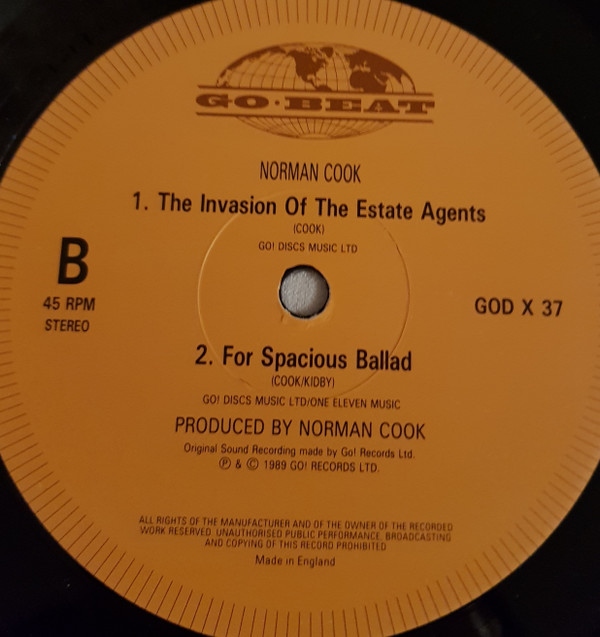 GO·BEAT
NORMAN COOK
1. The Invasion Of The Estate Agents
(COOK)
GO! DISCS MUSIC LTD
B
45 RPM
STEREO
GOD X 37
2. For Spacious Ballad
(COOK/KIDBY)
GO! DISCS MUSIC LTD/ONE ELEVEN MUSIC
PRODUCED BY NORMAN COOK
Original Sound Recording made by Go! Records Ltd.
Ⓟ & © 1989 GO! RECORDS LTD.
ALL RIGHTS OF THE MANUFACTURER AND OF THE OWNER OF THE RECORDED
WORK RESERVED. UNAUTHORISED PUBLIC PERFORMANCE, BROADCASTING
AND COPYING OF THIS RECORD PROHIBITED
Made in England